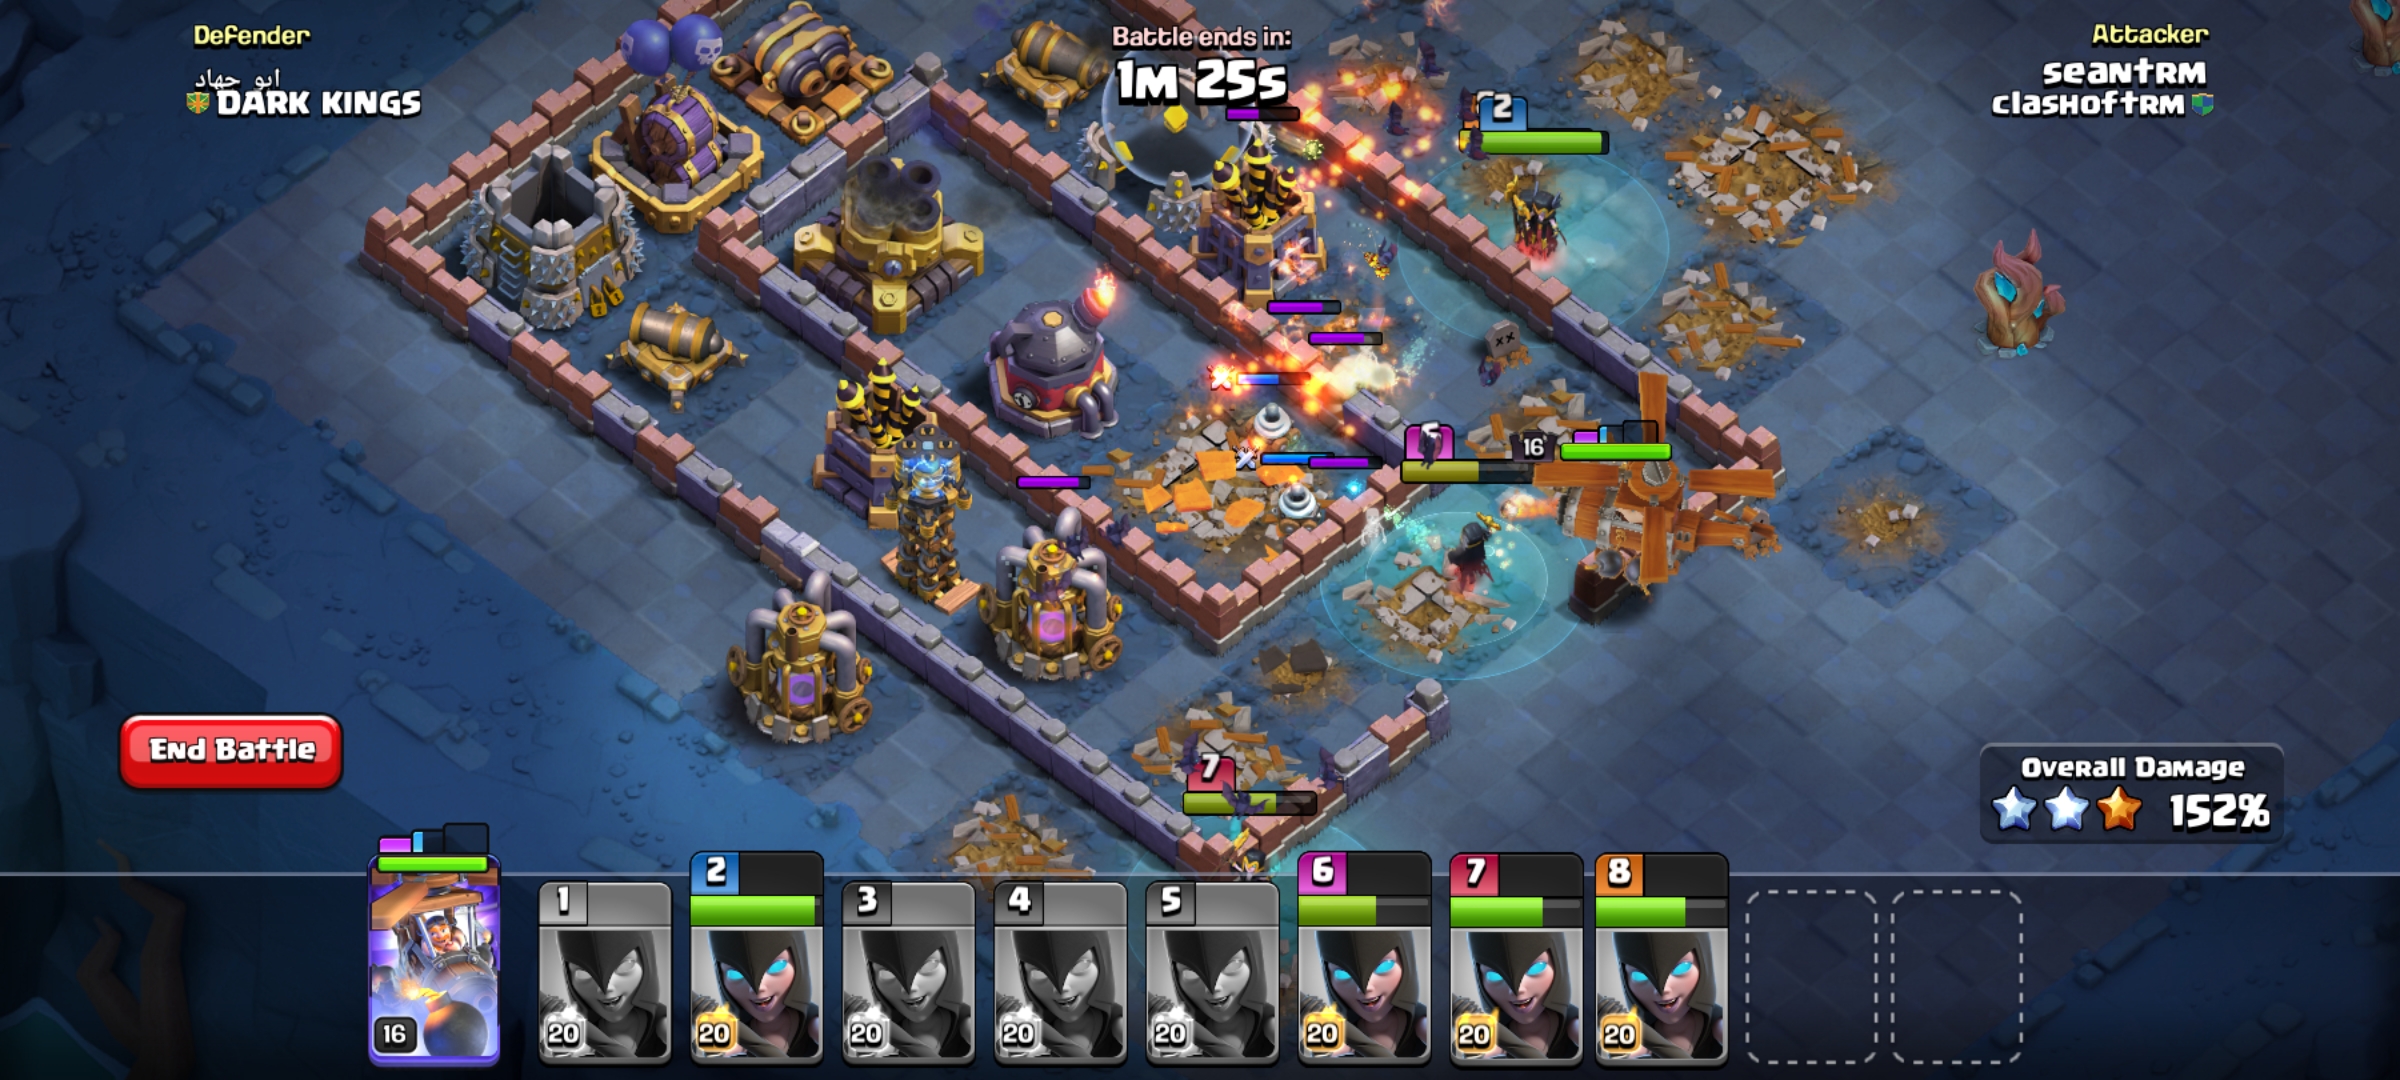 Defender
ابو جهاد
DARK KINGS
Battle ends in:
1M 25s
Attacker
seantRM
clashoftRM
2
16
7
End Battle
Overall Damage
152%
16
1
20
2
20
3
20
4
20
5
20
6
20
7
20
8
20